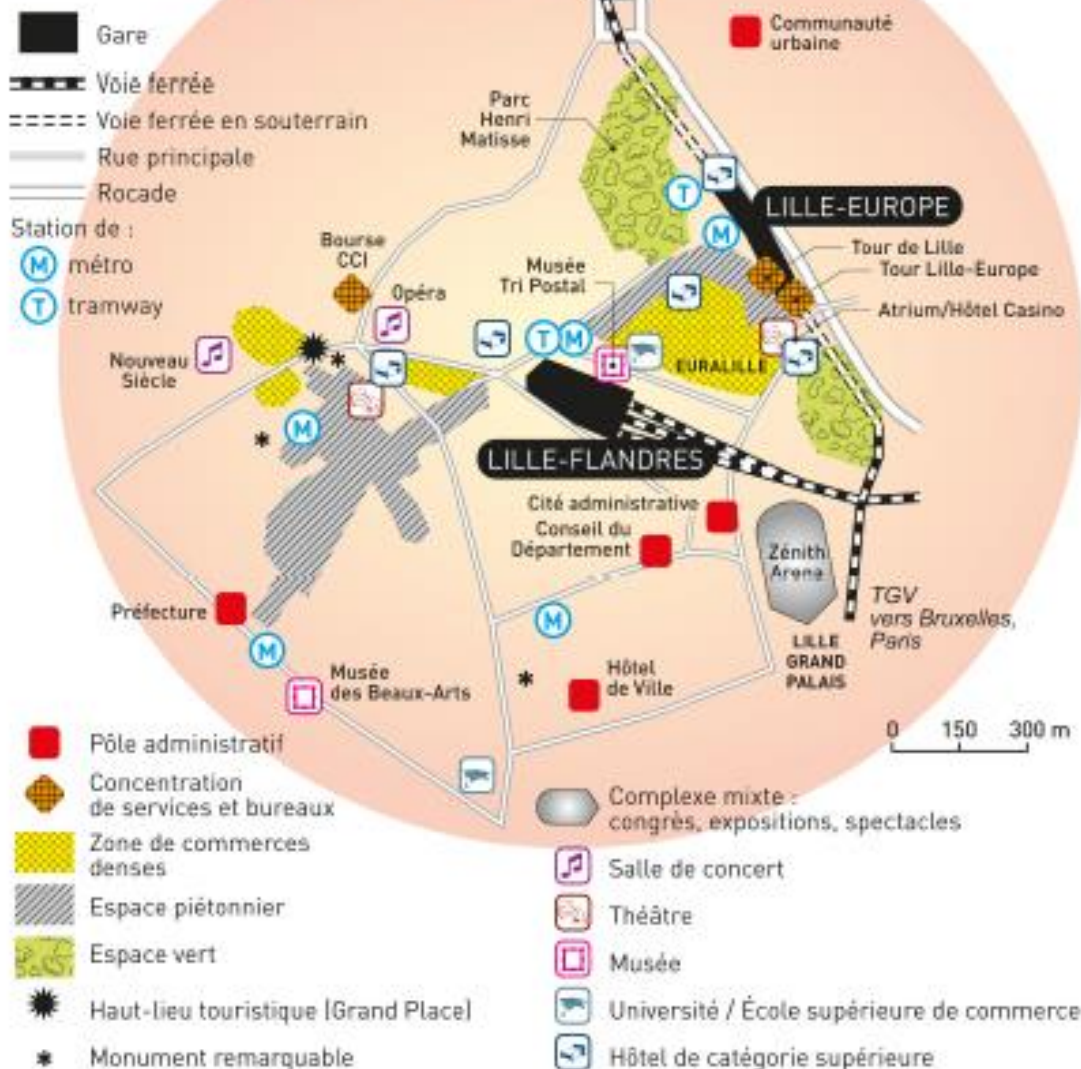 Gare
Voie ferrée
Voie ferrée en souterrain
Rue principale
Rocade
Station de :
M métro
T tramway
Communauté
urbaine
Parc
Henri
Matisse
T
LILLE-EUROPE
M
Tour de Lille
Tour Lille-Europe
Atrium/Hôtel Casino
Bourse
CCI
Opéra
Musée
Tri Postal
T M
EURALILLE
Nouveau
Siècle
M
LILLE-FLANDRES
Cité administrative
Conseil du
Département
Zénith
Arena
Préfecture
M
M
TGV
vers Bruxelles,
Paris
LILLE
GRAND
PALAIS
Musée
des Beaux-Arts
Hôtel
de Ville
0 150 300 m
Pôle administratif
Concentration
de services et bureaux
Zone de commerces
denses
Espace piétonnier
Espace vert
Haut-lieu touristique (Grand Place)
Monument remarquable
Complexe mixte :
congrès, expositions, spectacles
Salle de concert
Théâtre
Musée
Université / École supérieure de commerce
Hôtel de catégorie supérieure